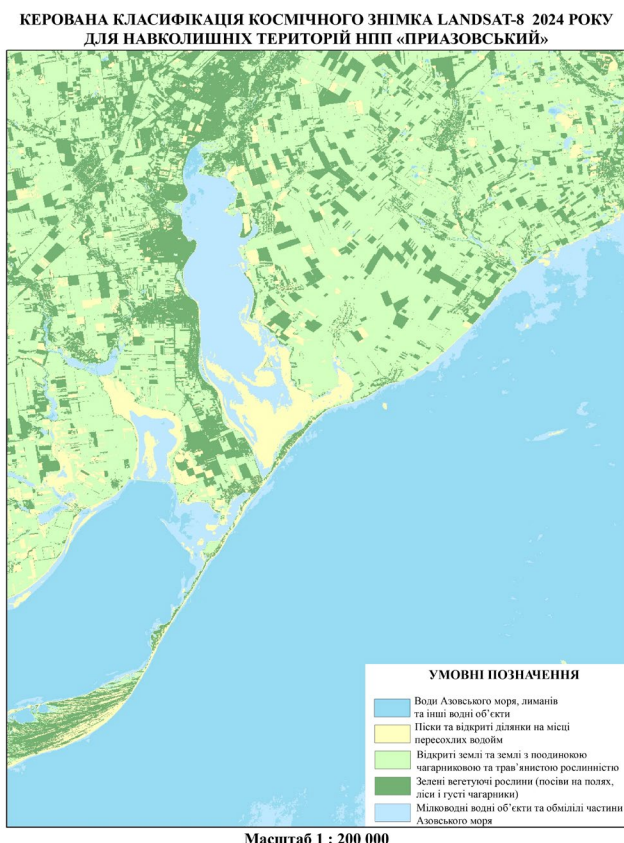 КЕРОВАНА КЛАСИФІКАЦІЯ КОСМІЧНОГО ЗНІМКА LANDSAT-8 2024 РОКУ
ДЛЯ НАВКОЛИШНІХ ТЕРИТОРІЙ НПП «ПРИАЗОВСЬКИЙ»
УМОВНІ ПОЗНАЧЕННЯ
Води Азовського моря, лиманів
та інші водні об'єкти
Піски та відкриті ділянки на місці
пересохлих водойм
Відкриті землі та землі з поодинокою
чагарниковою та трав'янистою рослинністю
Зелені вегетуючі рослини (посіви на полях,
ліси і густі чагарники)
Мілководні водні об'єкти та обмілілі частини
Азовського моря
Масштаб 1 : 200 000